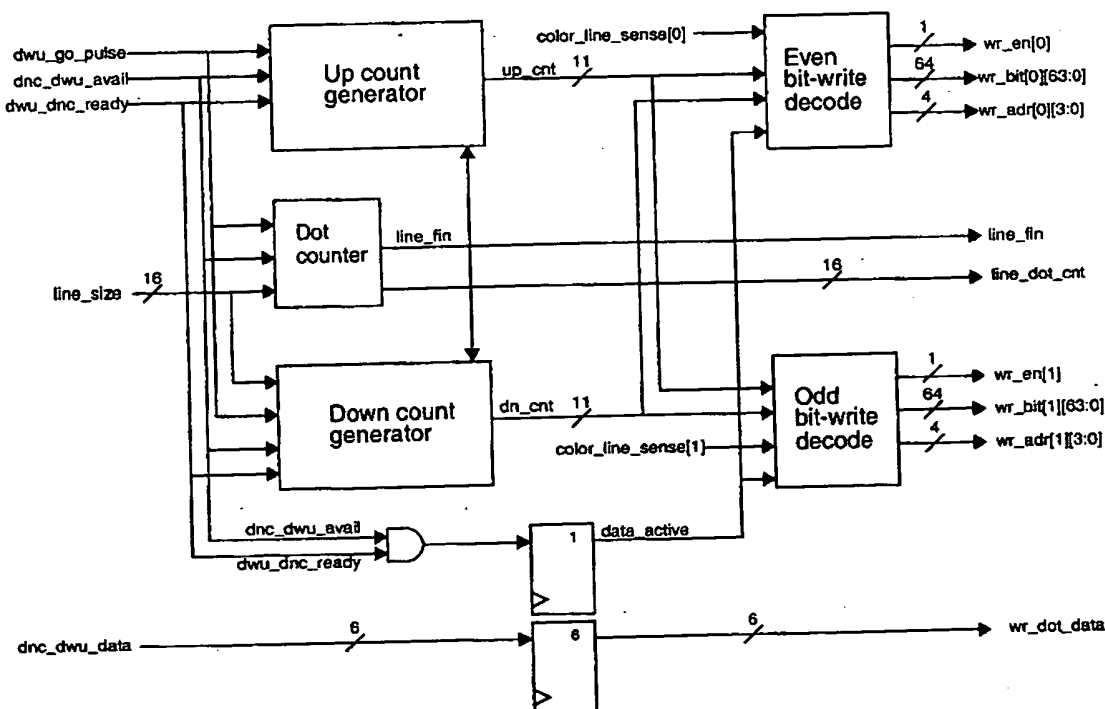 dwu_go_pulse
dnc_dwu_avail
dwu_dnc_ready
Up count
generator
up_cnt
11
color_line_sense[0]
Even
bit-write
decode
1
wr_en[0]
64
wr_bit[0][63:0]
4
wr_adr[0][3:0]
Dot
counter
line_fin
line_fin
16
line_size
16
line_dot_cnt
Down count
generator
dn_cnt
11
color_line_sense[1]
Odd
bit-write
decode
1
wr_en[1]
64
wr_bit[1][63:0]
4
wr_adr[1][3:0]
dnc_dwu_avail
dwu_dnc_ready
1
data_active
dnc_dwu_data
6
6
6
wr_dot_data